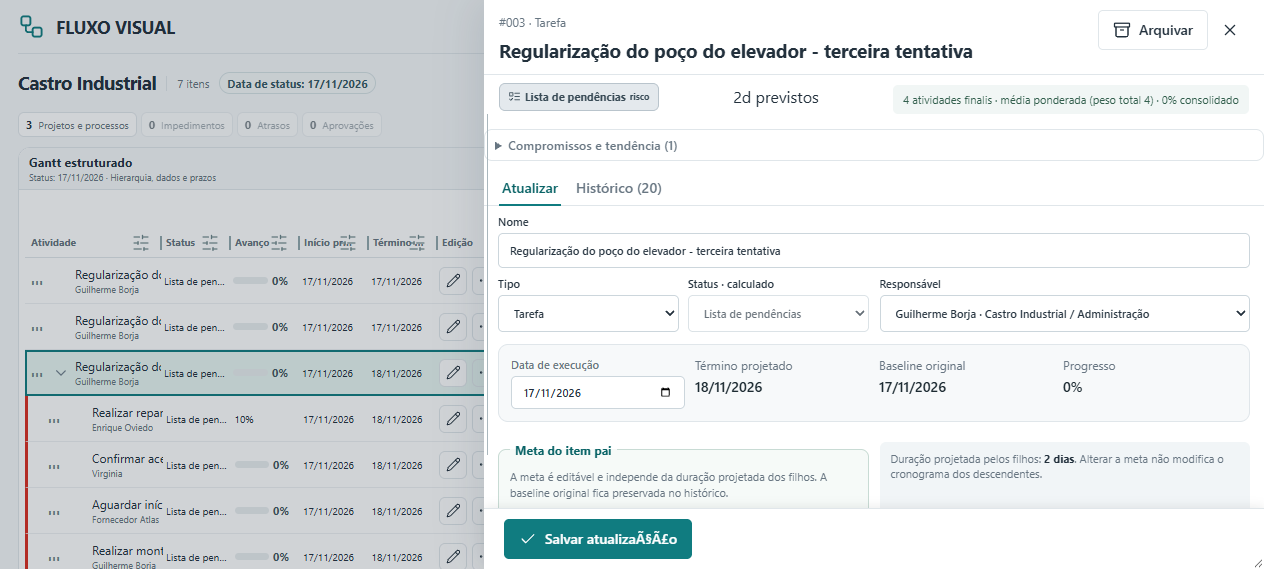 FLUXO VISUAL
Castro Industrial
7 itens
Data de status: 17/11/2026
3 Projetos e processos
0 Impedimentos
0 Atrasos
0 Aprovações
Gantt estruturado
Status: 17/11/2026 · Hierarquia, dados e prazos
Atividade Status Avanço Início Término Edição
Regularização do Lista de pen... 0% 17/11/2026 17/11/2026
Guilherme Borja
Regularização do Lista de pen... 0% 17/11/2026 17/11/2026
Guilherme Borja
Regularização do Lista de pen... 0% 17/11/2026 18/11/2026
Guilherme Borja
Realizar repar Lista de pen... 10% 17/11/2026 18/11/2026
Enrique Oviedo
Confirmar ace Lista de pen... 0% 17/11/2026 18/11/2026
Virginia
Aguardar iníc Lista de pen... 0% 17/11/2026 18/11/2026
Fornecedor Atlas
Realizar mont Lista de pen... 0% 17/11/2026 18/11/2026
Guilherme Borja
#003 · Tarefa
Regularização do poço do elevador - terceira tentativa
Arquivar
Lista de pendências risco
2d previstos
4 atividades finalis · média ponderada (peso total 4) · 0% consolidado
Compromissos e tendência (1)
Atualizar Histórico (20)
Nome
Regularização do poço do elevador - terceira tentativa
Tipo Status · calculado Responsável
Tarefa Lista de pendências Guilherme Borja · Castro Industrial / Administração
Data de execução Término projetado Baseline original Progresso
17/11/2026 18/11/2026 17/11/2026 0%
Meta do item pai
A meta é editável e independe da duração projetada dos filhos. A
baseline original fica preservada no histórico.
Duração projetada pelos filhos: 2 dias. Alterar a meta não modifica o
cronograma dos descendentes.
Salvar atualizaÃ§Ã£o